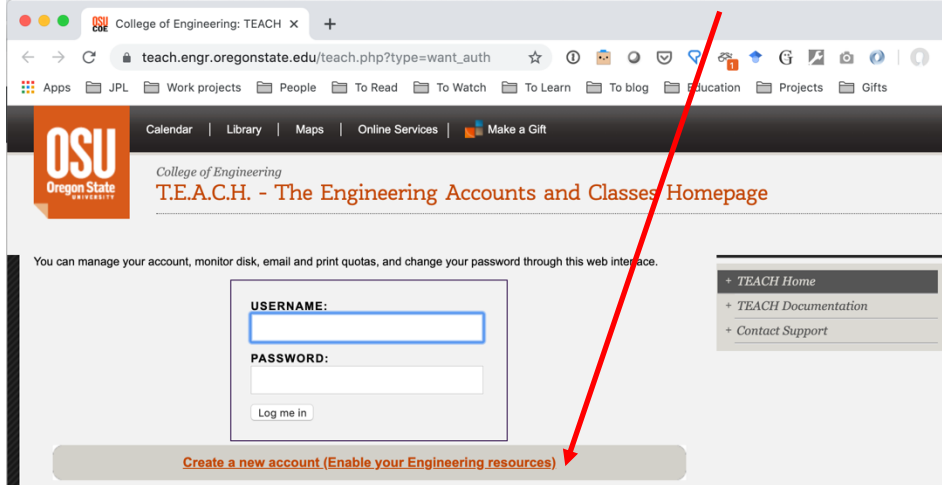 OSU COE College of Engineering: TEACH × +
teach.engr.oregonstate.edu/teach.php?type=want_auth
1
Apps JPL Work projects People To Read To Watch To Learn To blog Education Projects Gifts
OSU
Oregon State
UNIVERSITY
Calendar | Library | Maps | Online Services | Make a Gift
College of Engineering
T.E.A.C.H. - The Engineering Accounts and Classes Homepage
You can manage your account, monitor disk, email and print quotas, and change your password through this web interface.
USERNAME:
PASSWORD:
Log me in
Create a new account (Enable your Engineering resources)
+ TEACH Home
+ TEACH Documentation
+ Contact Support